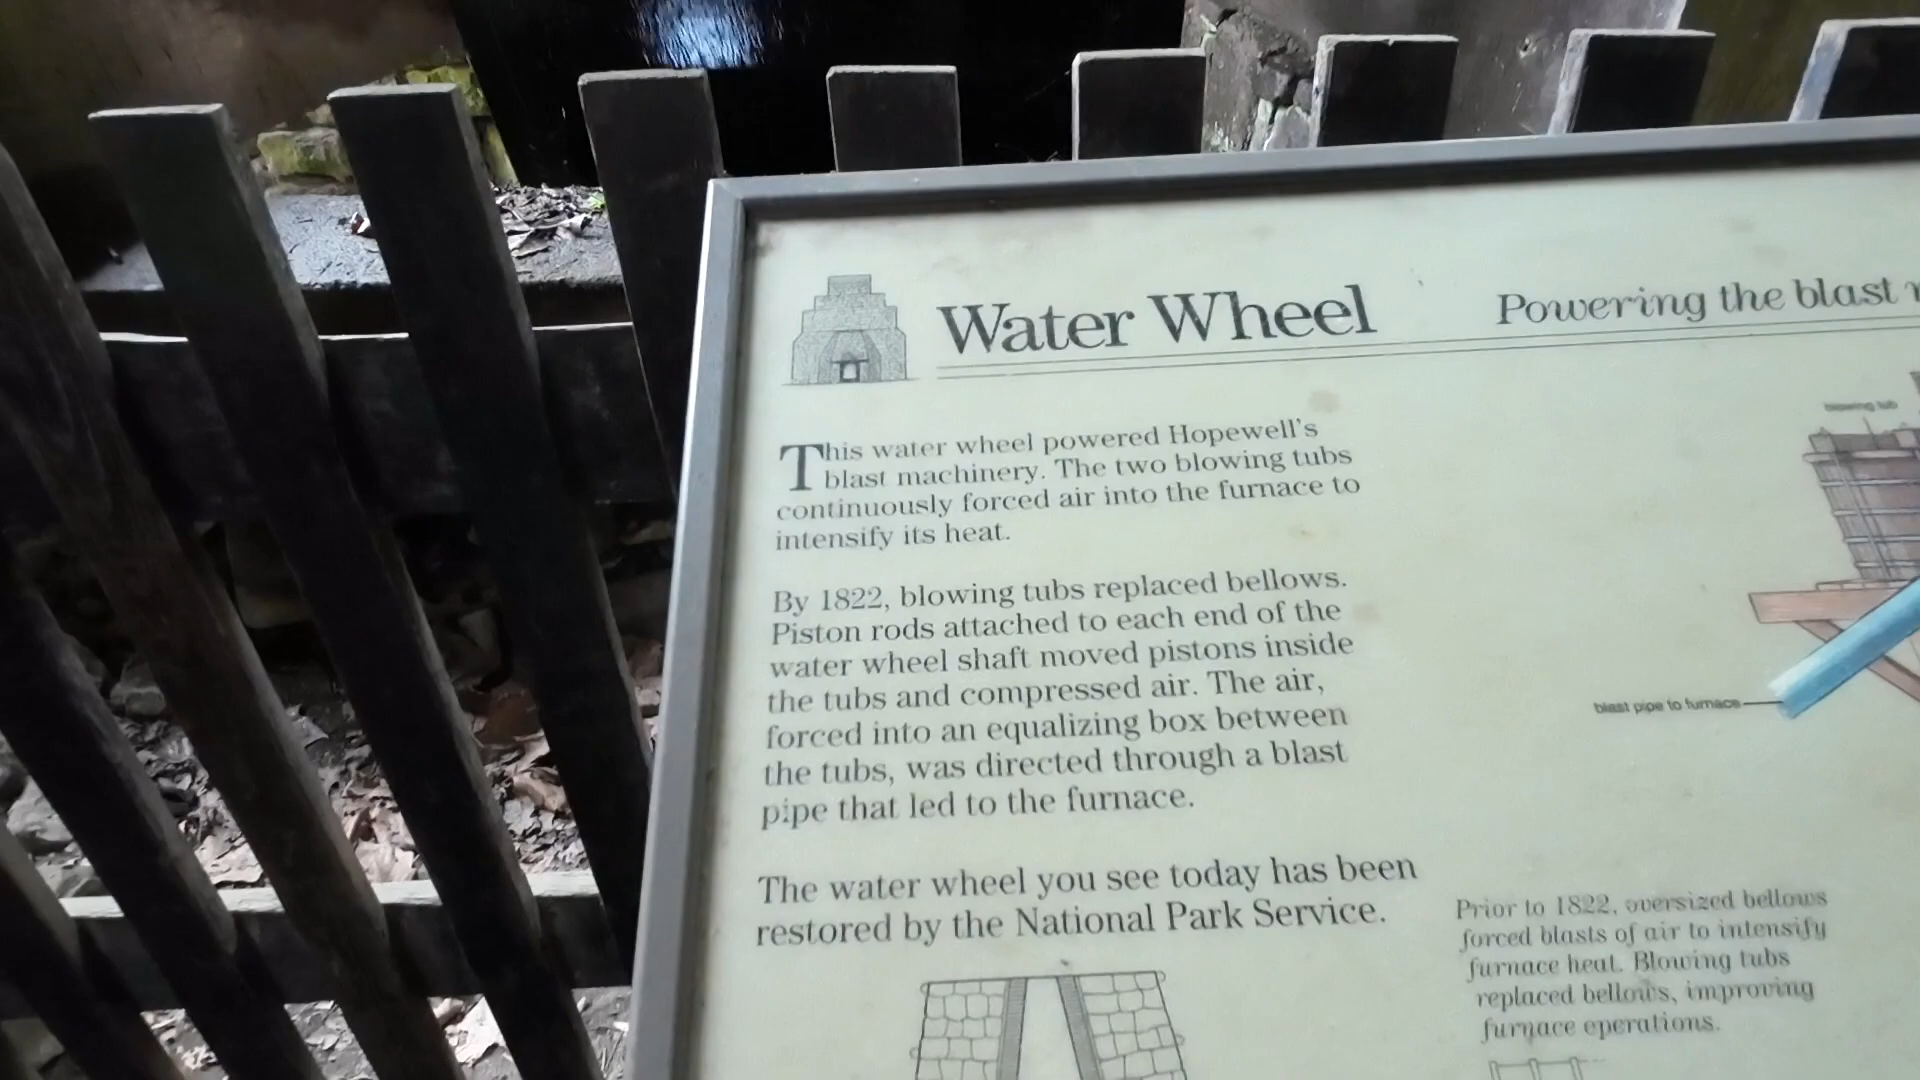 Water Wheel
Powering the blast
This water wheel powered Hopewell's
blast machinery. The two blowing tubs
continuously forced air into the furnace to
intensify its heat.
By 1822, blowing tubs replaced bellows.
Piston rods attached to each end of the
water wheel shaft moved pistons inside
the tubs and compressed air. The air,
forced into an equalizing box between
the tubs, was directed through a blast
pipe that led to the furnace.
The water wheel you see today has been
restored by the National Park Service.
blowing tub
blast pipe to furnace
Prior to 1822, oversized bellows
forced blasts of air to intensify
furnace heat. Blowing tubs
replaced bellows, improving
furnace operations.